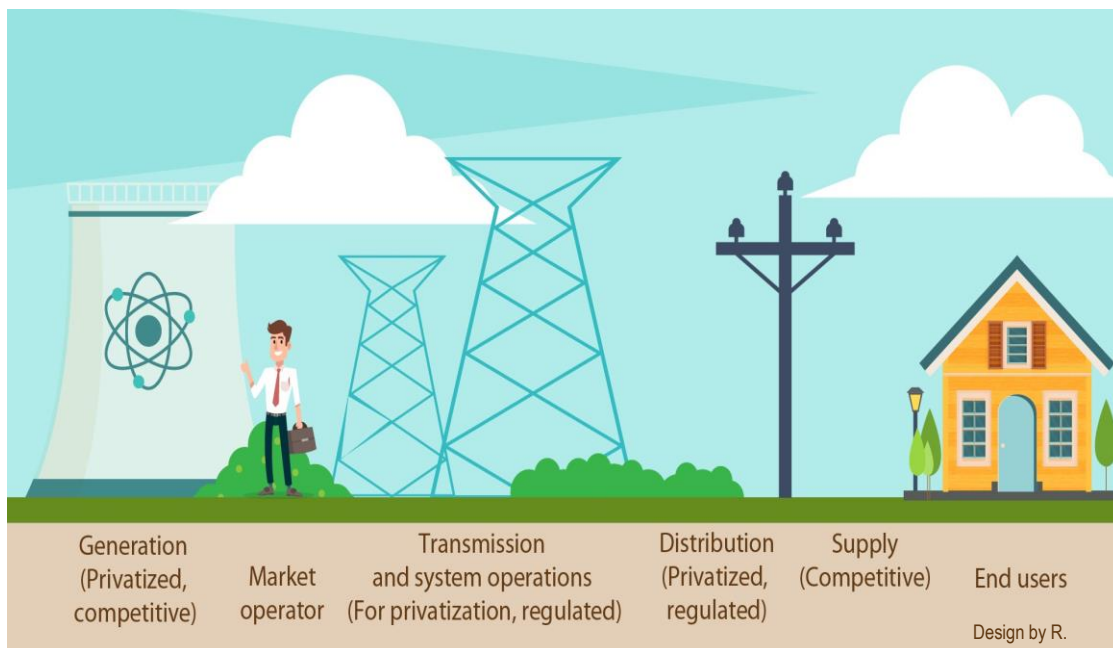 Generation
(Privatized,
competitive)
Market
operator
Transmission
and system operations
(For privatization, regulated)
Distribution
(Privatized,
regulated)
Supply
(Competitive)
End users
Design by R.